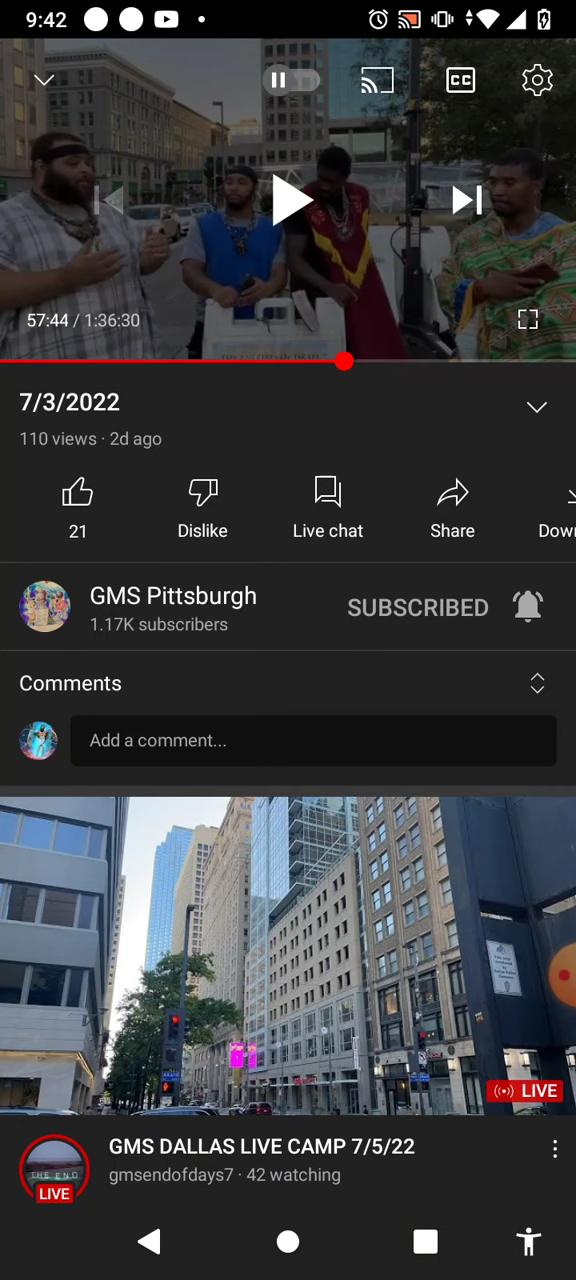 9:42
CC
57:44 / 1:36:30
7/3/2022
110 views · 2d ago
21
Dislike
Live chat
Share
Down
GMS Pittsburgh
1.17K subscribers
SUBSCRIBED
Comments
Add a comment...
LIVE
GMS DALLAS LIVE CAMP 7/5/22
gmsendofdays7 · 42 watching
THE END
LIVE